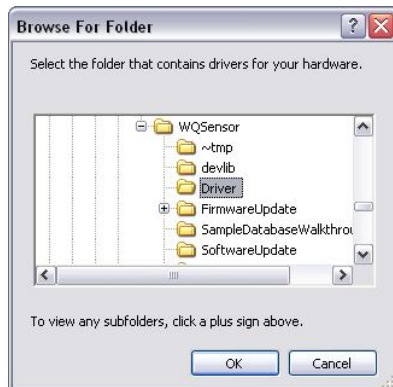 Browse For Folder
Select the folder that contains drivers for your hardware.
WQSensor
~tmp
devlib
Driver
FirmwareUpdate
SampleDatabaseWalkthrou
SoftwareUpdate
To view any subfolders, click a plus sign above.
OK
Cancel